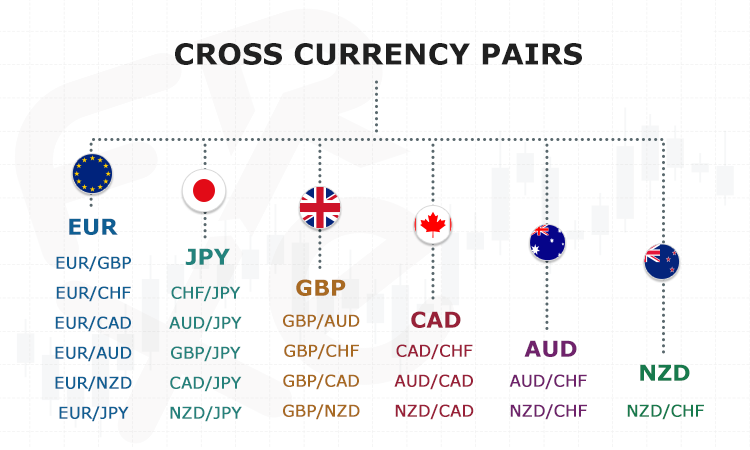 CROSS CURRENCY PAIRS
EUR
EUR/GBP
EUR/CHF
EUR/CAD
EUR/AUD
EUR/NZD
EUR/JPY
JPY
CHF/JPY
AUD/JPY
GBP/JPY
CAD/JPY
NZD/JPY
GBP
GBP/AUD
GBP/CHF
GBP/CAD
GBP/NZD
CAD
CAD/CHF
AUD/CAD
NZD/CAD
AUD
AUD/CHF
NZD/CHF
NZD
NZD/CHF